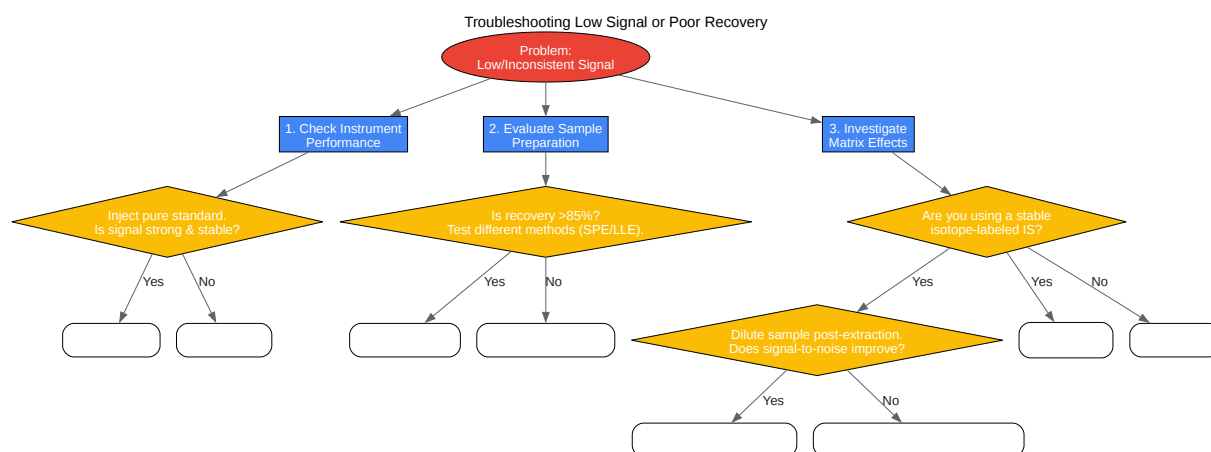 Troubleshooting Low Signal or Poor Recovery
Problem:
Low/Inconsistent Signal
1. Check Instrument
Performance
2. Evaluate Sample
Preparation
3. Investigate
Matrix Effects
Inject pure standard.
Is signal strong & stable?
Is recovery >85%?
Test different methods (SPE/LLE).
Are you using a stable
isotope-labeled IS?
Yes
No
Yes
No
Yes
Yes
No
Dilute sample post-extraction.
Does signal-to-noise improve?
Yes
No